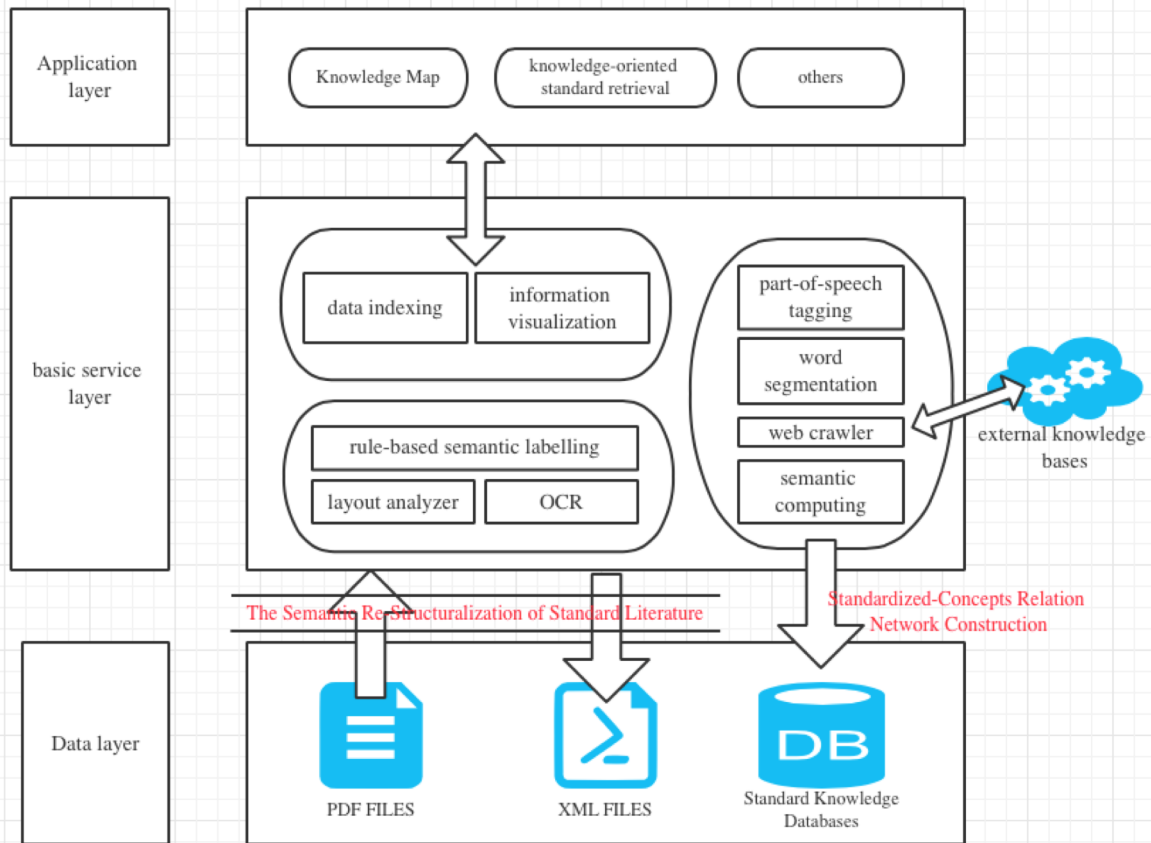 Application
layer
Knowledge Map
knowledge-oriented
standard retrieval
others
basic service
layer
data indexing
information
visualization
part-of-speech
tagging
word
segmentation
web crawler
semantic
computing
external knowledge
bases
rule-based semantic labelling
layout analyzer
OCR
The Semantic Re-Structuralization of Standard Literature
Standardized-Concepts Relation
Network Construction
Data layer
PDF FILES
XML FILES
DB
Standard Knowledge
Databases